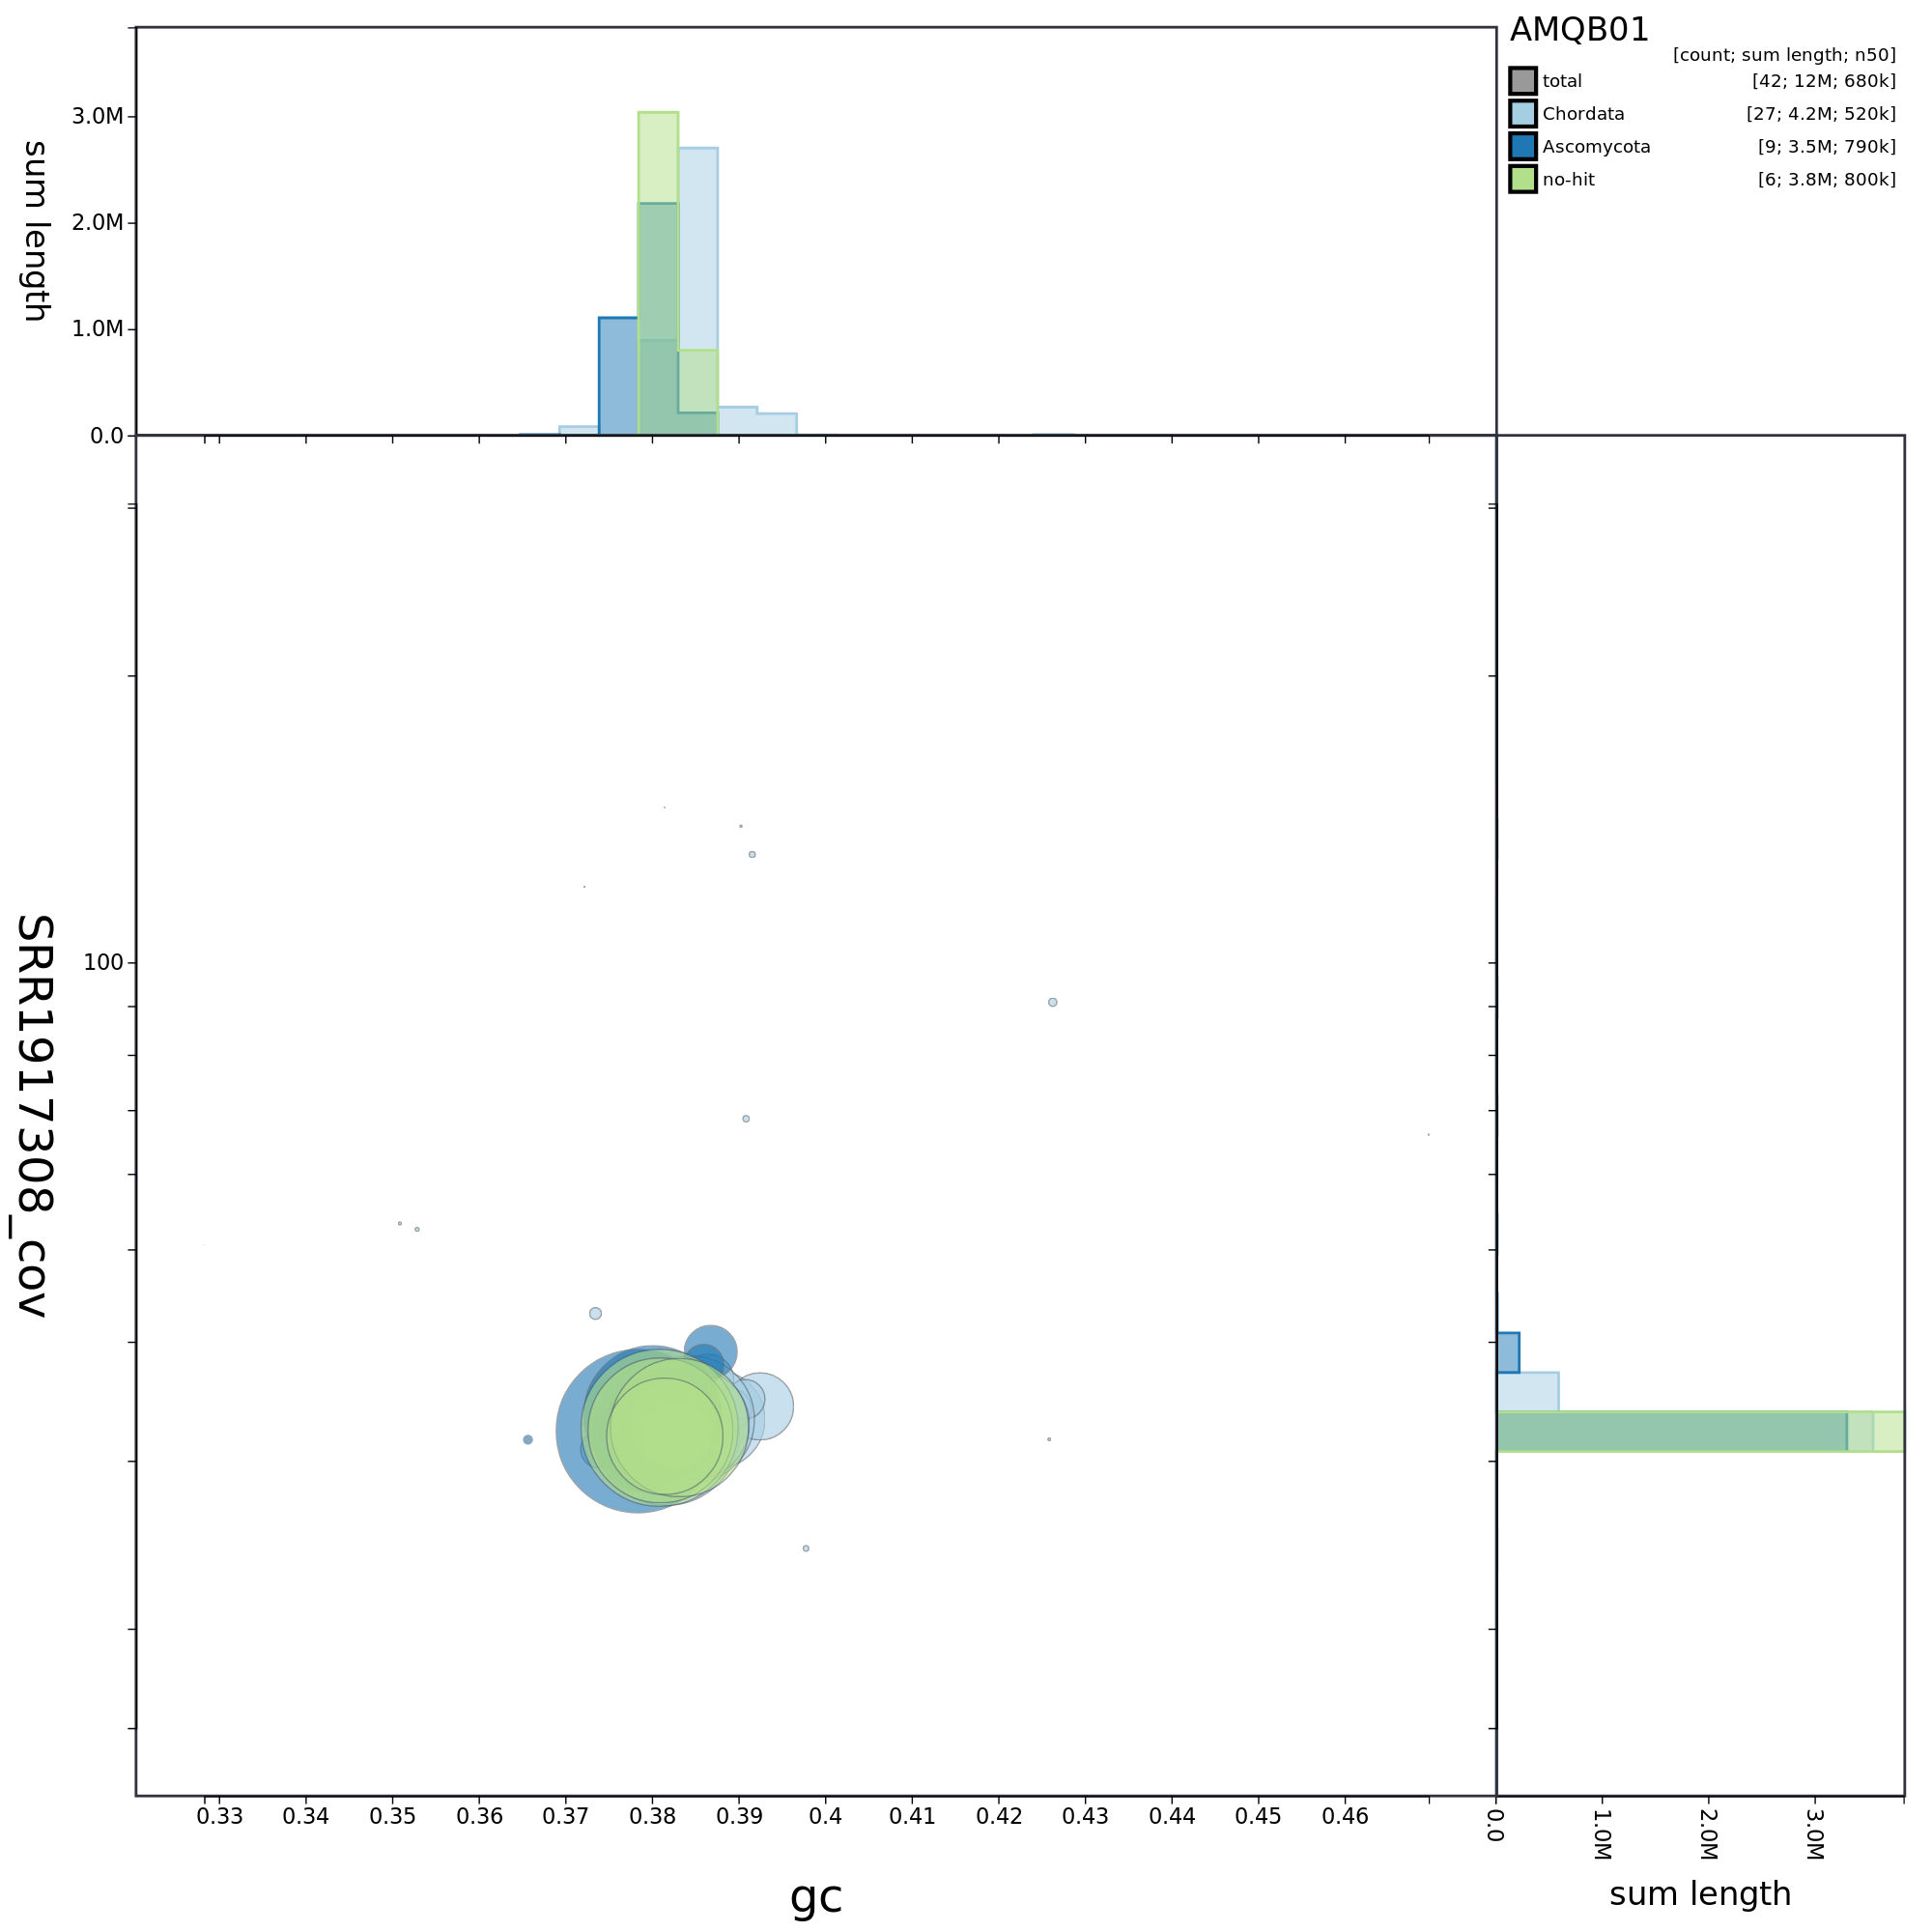 AMQB01
[count; sum length; n50]
total [42; 12M; 680k]
Chordata [27; 4.2M; 520k]
Ascomycota [9; 3.5M; 790k]
no-hit [6; 3.8M; 800k]
sum length
3.0M
2.0M
1.0M
0.0
SRR1917308_cov
100
0.33 0.34 0.35 0.36 0.37 0.38 0.39 0.4 0.41 0.42 0.43 0.44 0.45 0.46
gc
0.0 1.0M 2.0M 3.0M
sum length